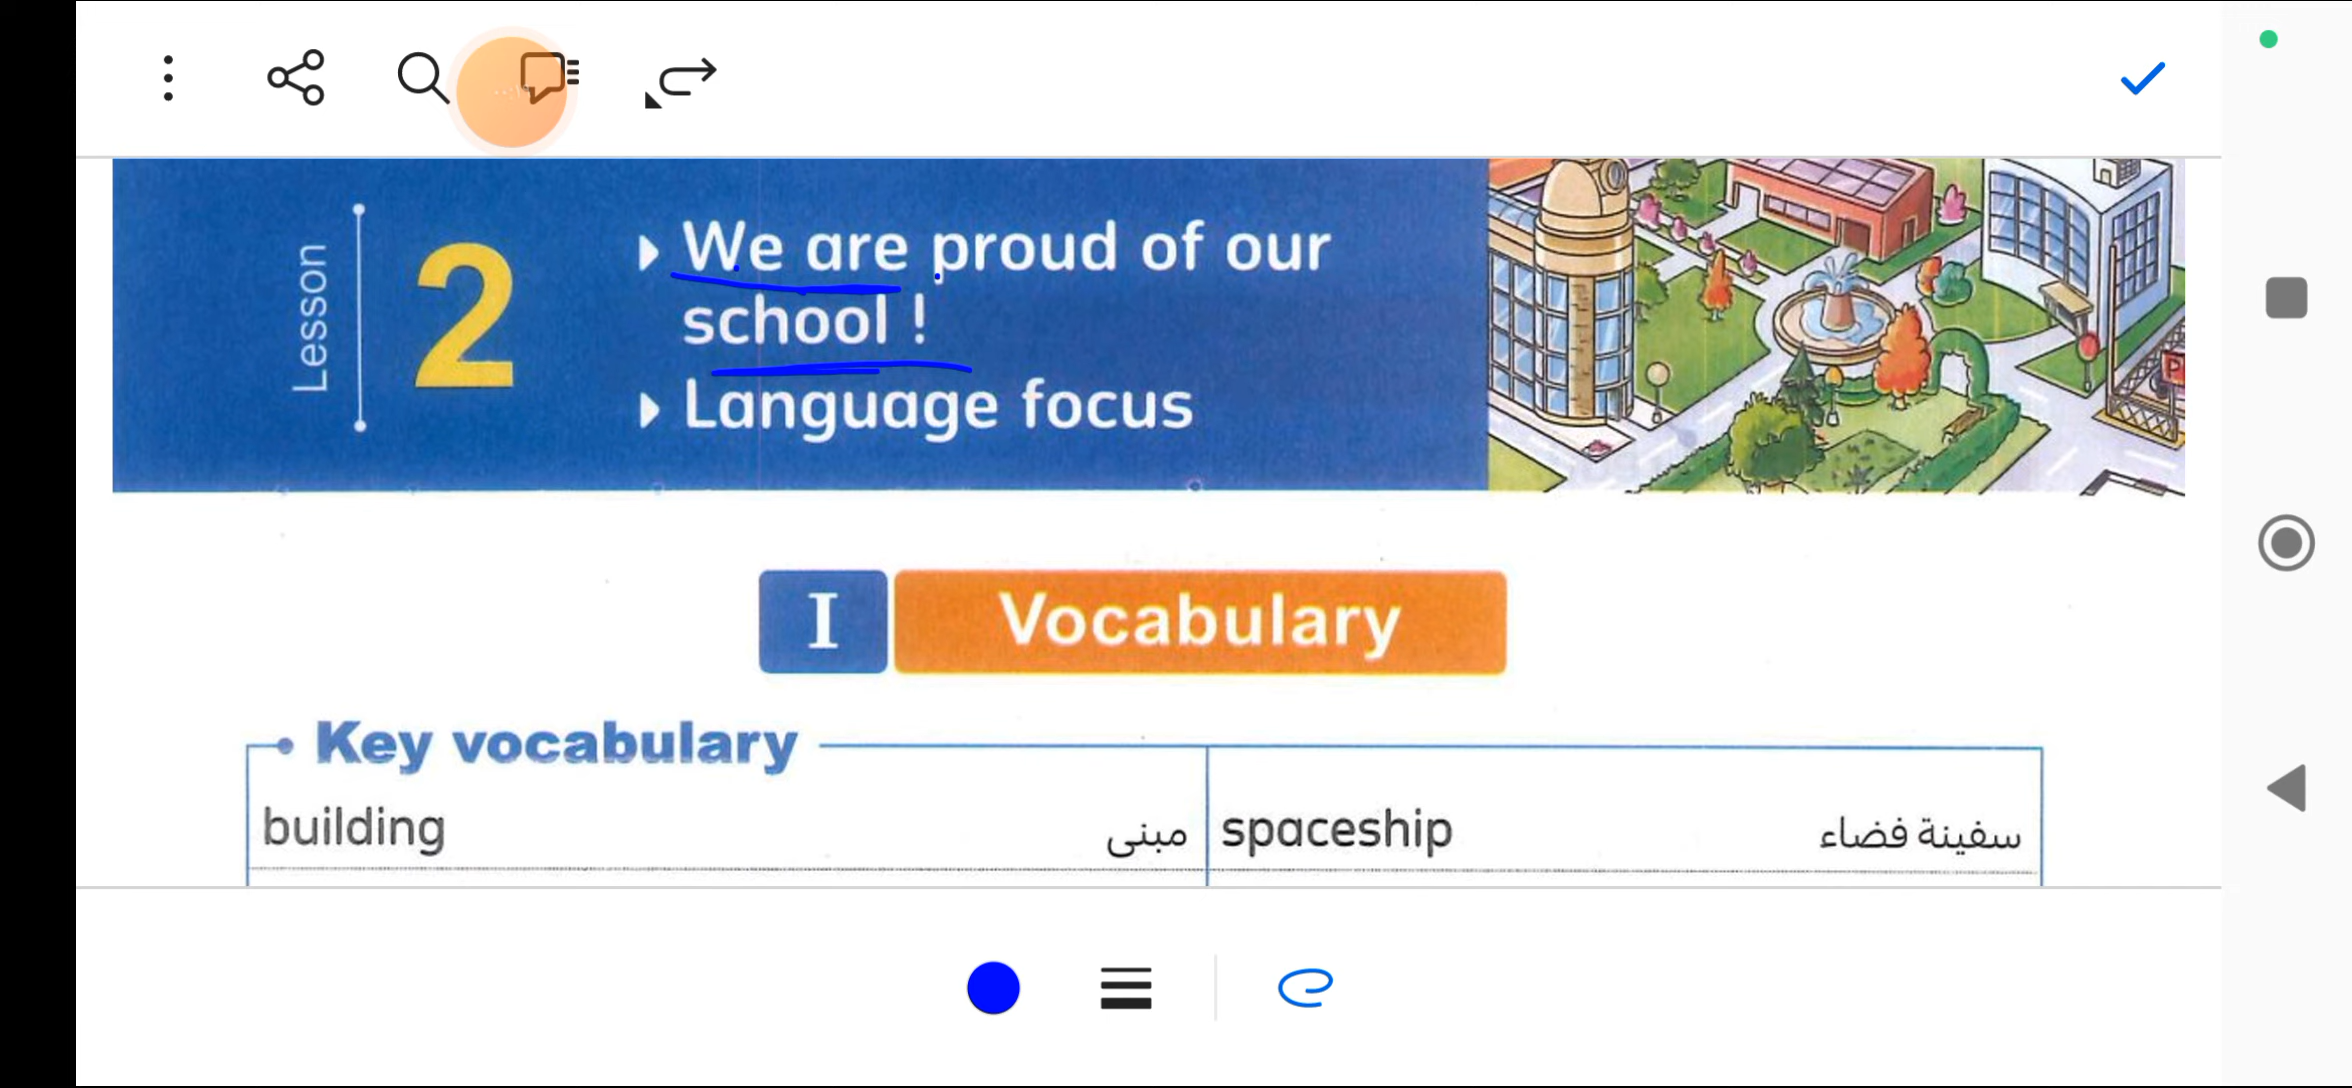 Lesson
2
We are proud of our
school !
Language focus
I Vocabulary
Key vocabulary
building مبنى
spaceship سفينة فضاء